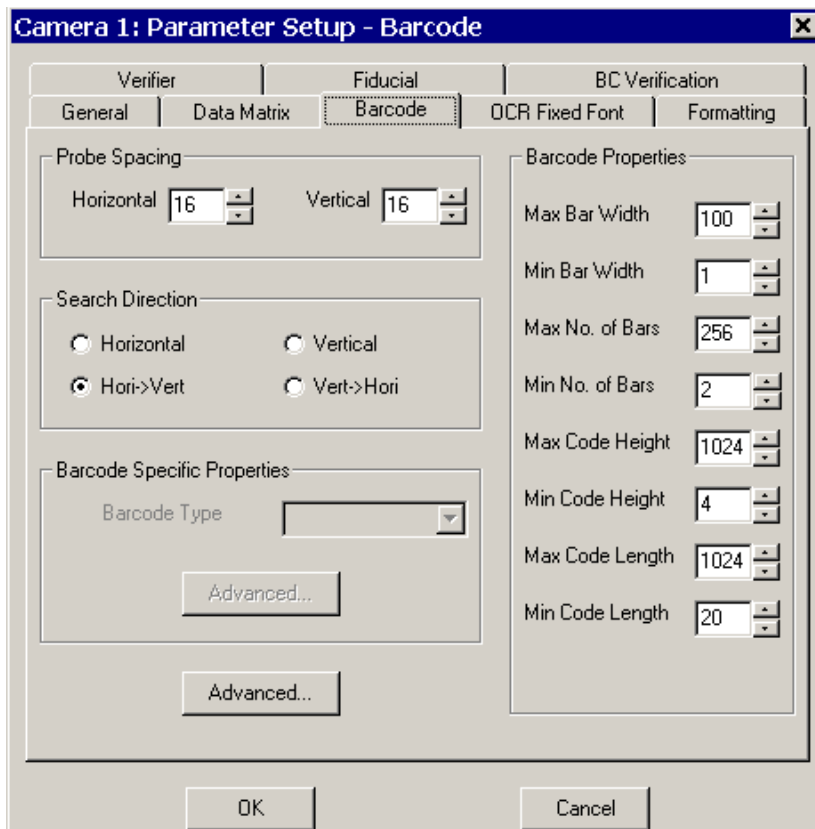 Camera 1: Parameter Setup - Barcode
Verifier Fiducial BC Verification
General Data Matrix Barcode OCR Fixed Font Formatting
Probe Spacing
Horizontal 16 Vertical 16
Search Direction
Horizontal Vertical
Hori->Vert Vert->Hori
Barcode Specific Properties
Barcode Type
Advanced...
Advanced...
Barcode Properties
Max Bar Width 100
Min Bar Width 1
Max No. of Bars 256
Min No. of Bars 2
Max Code Height 1024
Min Code Height 4
Max Code Length 1024
Min Code Length 20
OK Cancel